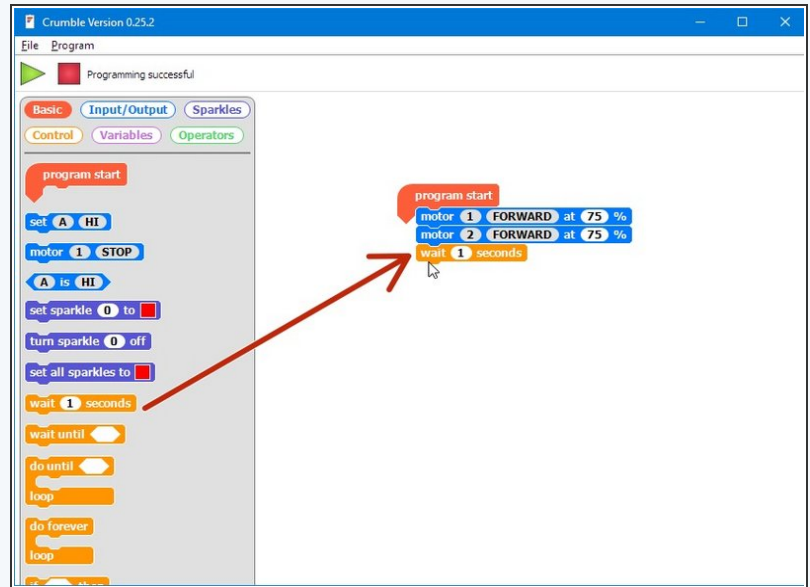 Crumble Version 0.25.2
File Program
Programming successful
Basic Input/Output Sparkles
Control Variables Operators
program start
set A HI
motor 1 STOP
A is HI
set sparkle 0 to
turn sparkle 0 off
set all sparkles to
wait 1 seconds
wait until
do until
loop
do forever
loop
if then
program start
motor 1 FORWARD at 75 %
motor 2 FORWARD at 75 %
wait 1 seconds